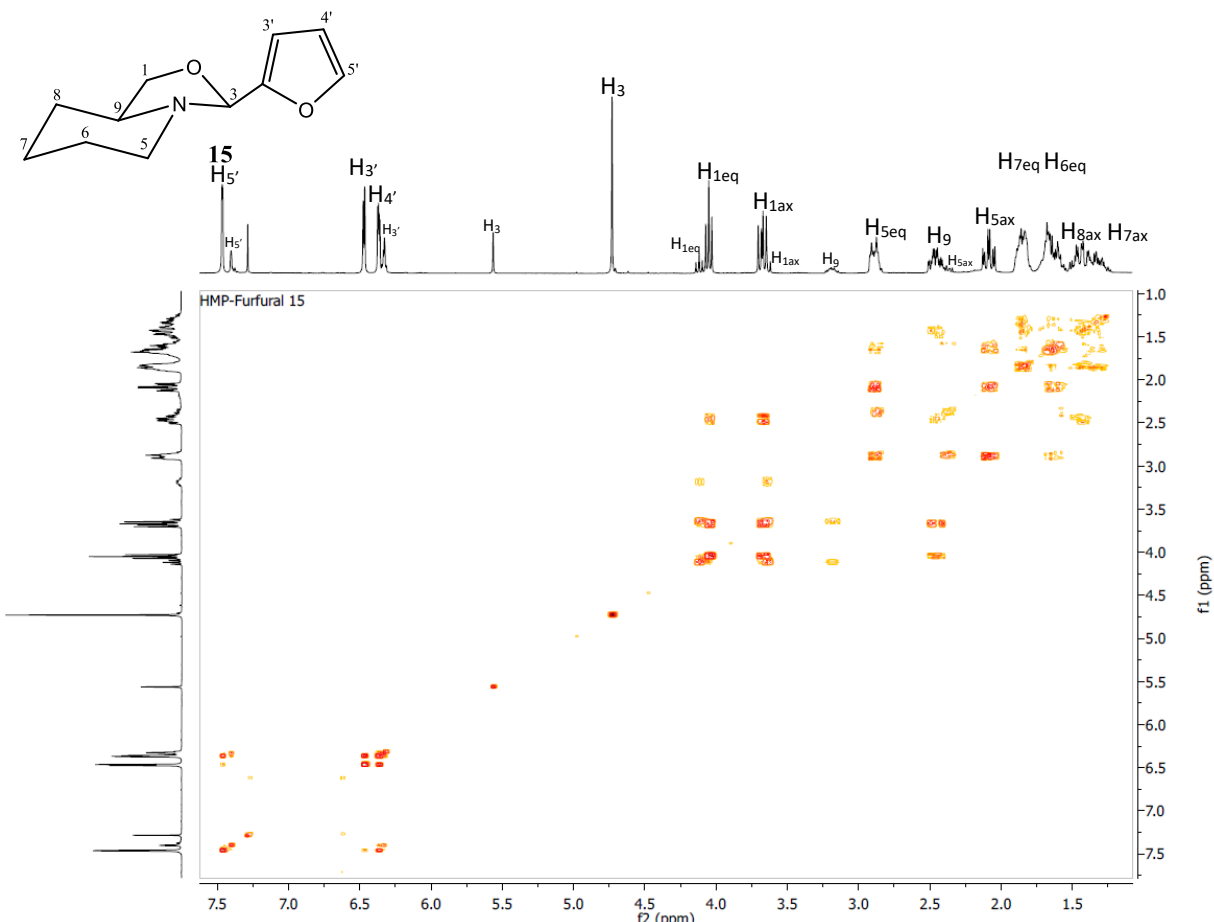 3' 4'
1 O 5'
8 N 3 O
9
7 6 5
15
H5' H5' H3' H4' H3' H3 H3 H1eq H1eq H1ax H1ax H9 H5eq H9 H5ax H5ax H7eq H6eq H8ax H7ax
HMP-Furfural 15
1.0
1.5
2.0
2.5
3.0
3.5
4.0
4.5
5.0
5.5
6.0
6.5
7.0
7.5
f1 (ppm)
7.5 7.0 6.5 6.0 5.5 5.0 4.5 4.0 3.5 3.0 2.5 2.0 1.5
f2 (ppm)